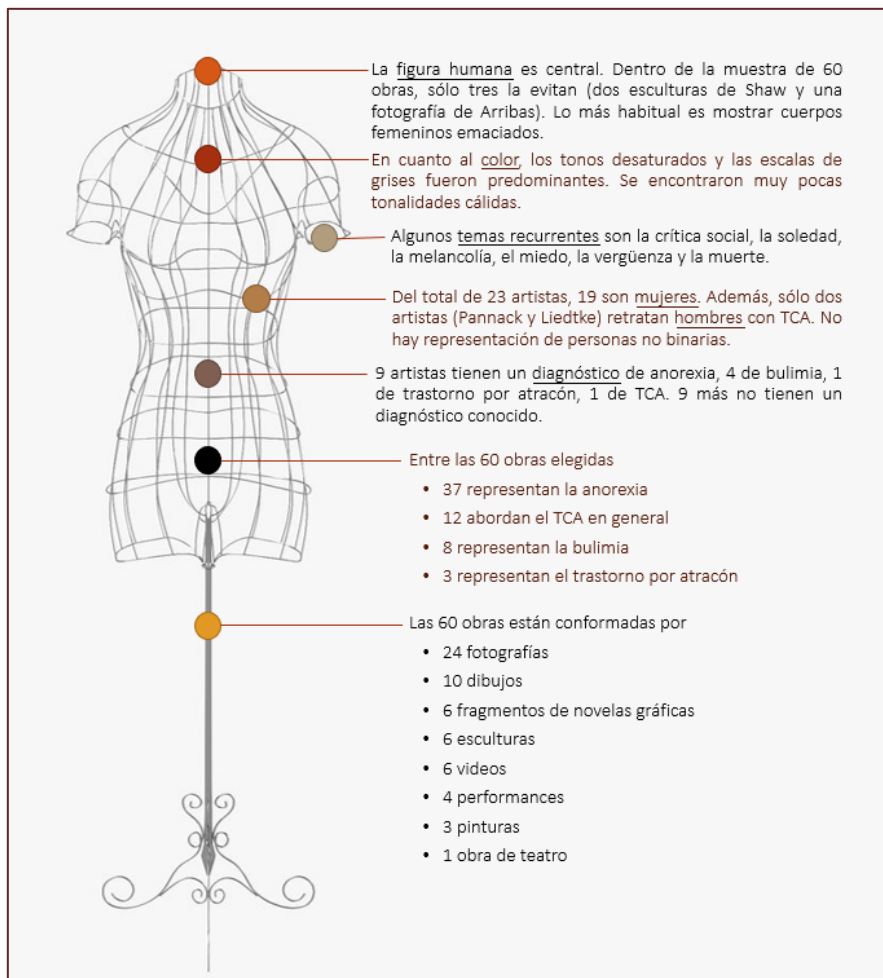 La figura humana es central. Dentro de la muestra de 60
obras, sólo tres la evitan (dos esculturas de Shaw y una
fotografía de Arribas). Lo más habitual es mostrar cuerpos
femeninos emaciados.
En cuanto al color, los tonos desaturados y las escalas de
grises fueron predominantes. Se encontraron muy pocas
tonalidades cálidas.
Algunos temas recurrentes son la crítica social, la soledad,
la melancolía, el miedo, la vergüenza y la muerte.
Del total de 23 artistas, 19 son mujeres. Además, sólo dos
artistas (Pannack y Liedtke) retratan hombres con TCA. No
hay representación de personas no binarias.
9 artistas tienen un diagnóstico de anorexia, 4 de bulimia, 1
de trastorno por atracón, 1 de TCA. 9 más no tienen un
diagnóstico conocido.
Entre las 60 obras elegidas
• 37 representan la anorexia
• 12 abordan el TCA en general
• 8 representan la bulimia
• 3 representan el trastorno por atracón
Las 60 obras están conformadas por
• 24 fotografías
• 10 dibujos
• 6 fragmentos de novelas gráficas
• 6 esculturas
• 6 videos
• 4 performances
• 3 pinturas
• 1 obra de teatro